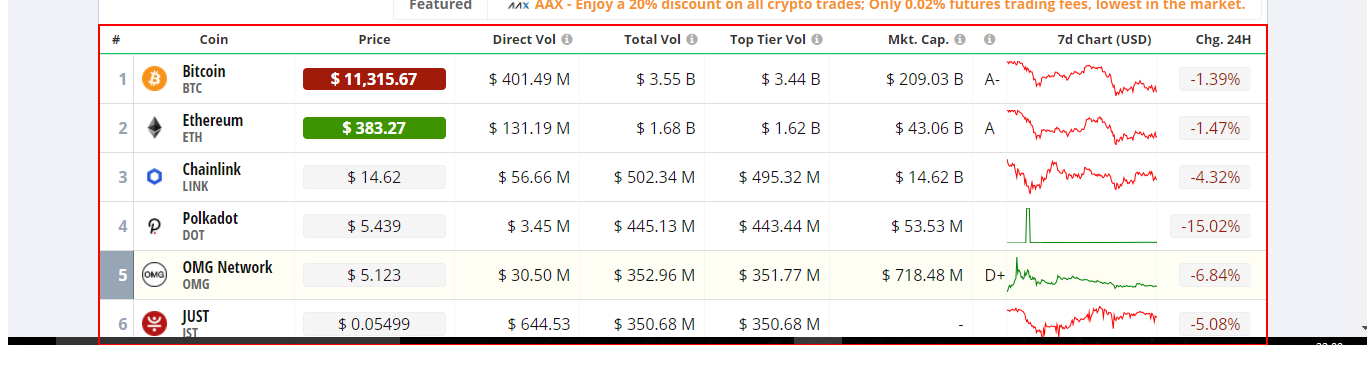 Featured AAX AAX - Enjoy a 20% discount on all crypto trades; Only 0.02% futures trading fees, lowest in the market.
# Coin Price Direct Vol Total Vol Top Tier Vol Mkt. Cap. 7d Chart (USD) Chg. 24H
1 Bitcoin $ 11,315.67 $ 401.49 M $ 3.55 B $ 3.44 B $ 209.03 B A- -1.39%
BTC
2 Ethereum $ 383.27 $ 131.19 M $ 1.68 B $ 1.62 B $ 43.06 B A -1.47%
ETH
3 Chainlink $ 14.62 $ 56.66 M $ 502.34 M $ 495.32 M $ 14.62 B -4.32%
LINK
4 Polkadot $ 5.439 $ 3.45 M $ 445.13 M $ 443.44 M $ 53.53 M -15.02%
DOT
5 OMG OMG Network $ 5.123 $ 30.50 M $ 352.96 M $ 351.77 M $ 718.48 M D+ -6.84%
OMG
6 JUST $ 0.05499 $ 644.53 $ 350.68 M $ 350.68 M - -5.08%
JST